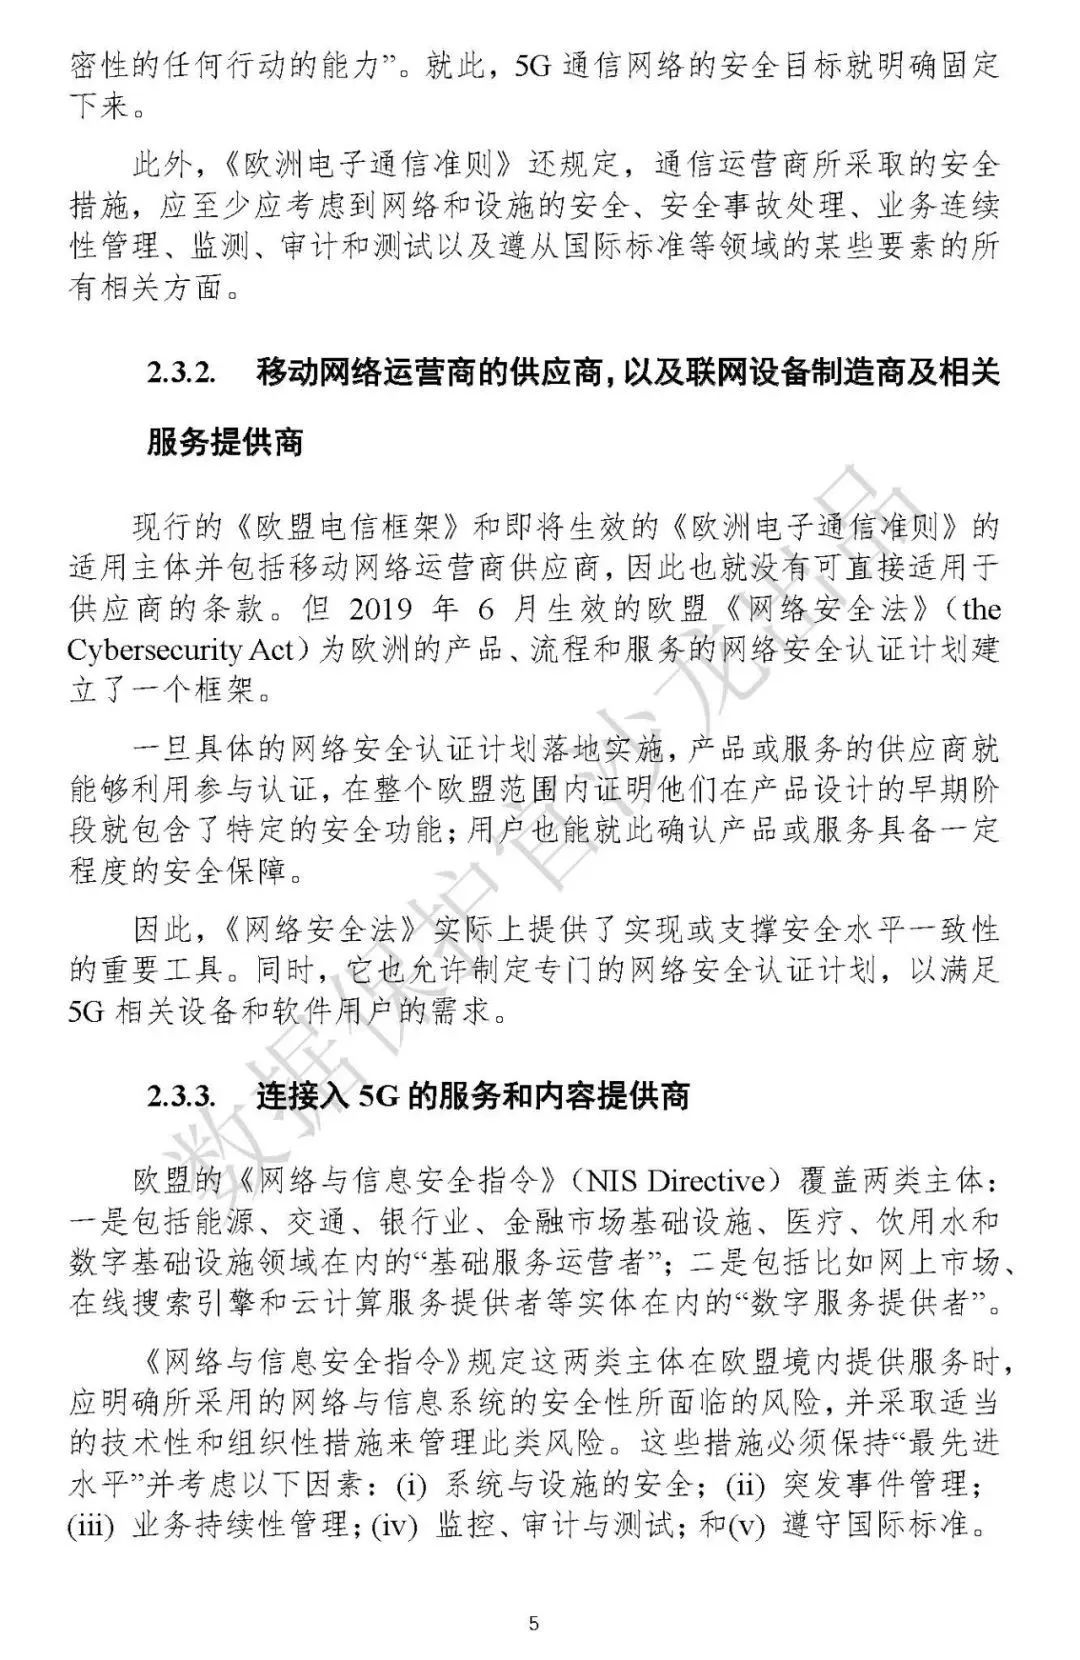 密性的任何行动的能力”。就此，5G 通信网络的安全目标就明确固定
下来。
此外，《欧洲电子通信准则》还规定，通信运营商所采取的安全
措施，应至少应考虑到网络和设施的安全、安全事故处理、业务连续
性管理、监测、审计和测试以及遵从国际标准等领域的某些要素的所
有相关方面。
2.3.2. 移动网络运营商的供应商，以及联网设备制造商及相关
服务提供商
现行的《欧盟电信框架》和即将生效的《欧洲电子通信准则》的
适用主体并包括移动网络运营商供应商，因此也就没有可直接适用于
供应商的条款。但 2019 年 6 月生效的欧盟《网络安全法》（the
Cybersecurity Act）为欧洲的产品、流程和服务的网络安全认证计划建
立了一个框架。
一旦具体的网络安全认证计划落地实施，产品或服务的供应商就
能够利用参与认证，在整个欧盟范围内证明他们在产品设计的早期阶
段就包含了特定的安全功能；用户也能就此确认产品或服务具备一定
程度的安全保障。
因此，《网络安全法》实际上提供了实现或支撑安全水平一致性
的重要工具。同时，它也允许制定专门的网络安全认证计划，以满足
5G 相关设备和软件用户的需求。
2.3.3. 连接入 5G 的服务和内容提供商
欧盟的《网络与信息安全指令》（NIS Directive）覆盖两类主体：
一是包括能源、交通、银行业、金融市场基础设施、医疗、饮用水和
数字基础设施领域在内的“基础服务运营者”；二是包括比如网上市场、
在线搜索引擎和云计算服务提供者等实体在内的“数字服务提供者”。
《网络与信息安全指令》规定这两类主体在欧盟境内提供服务时，
应明确所采用的网络与信息系统的安全性所面临的风险，并采取适当
的技术性和组织性措施来管理此类风险。这些措施必须保持“最先进
水平”并考虑以下因素：(i) 系统与设施的安全；(ii) 突发事件管理；
(iii) 业务持续性管理；(iv) 监控、审计与测试；和(v) 遵守国际标准。
5
数据保护官沙龙出品